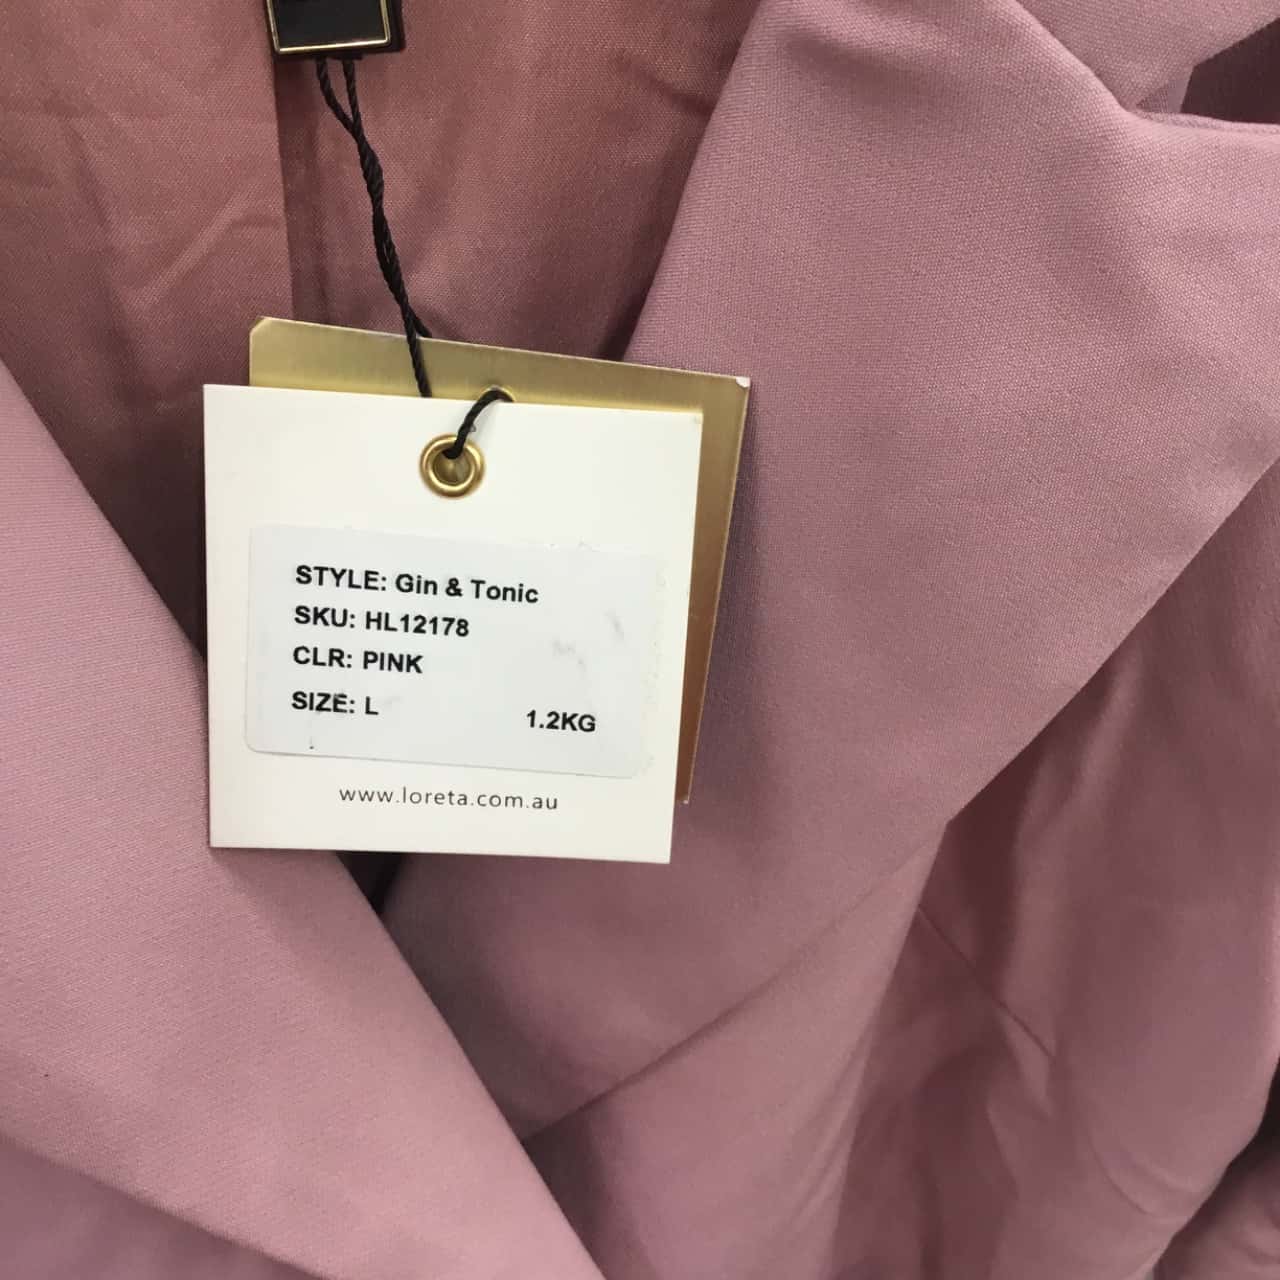 STYLE: Gin & Tonic
SKU: HL12178
CLR: PINK
SIZE: L 1.2KG
www.loreta.com.au